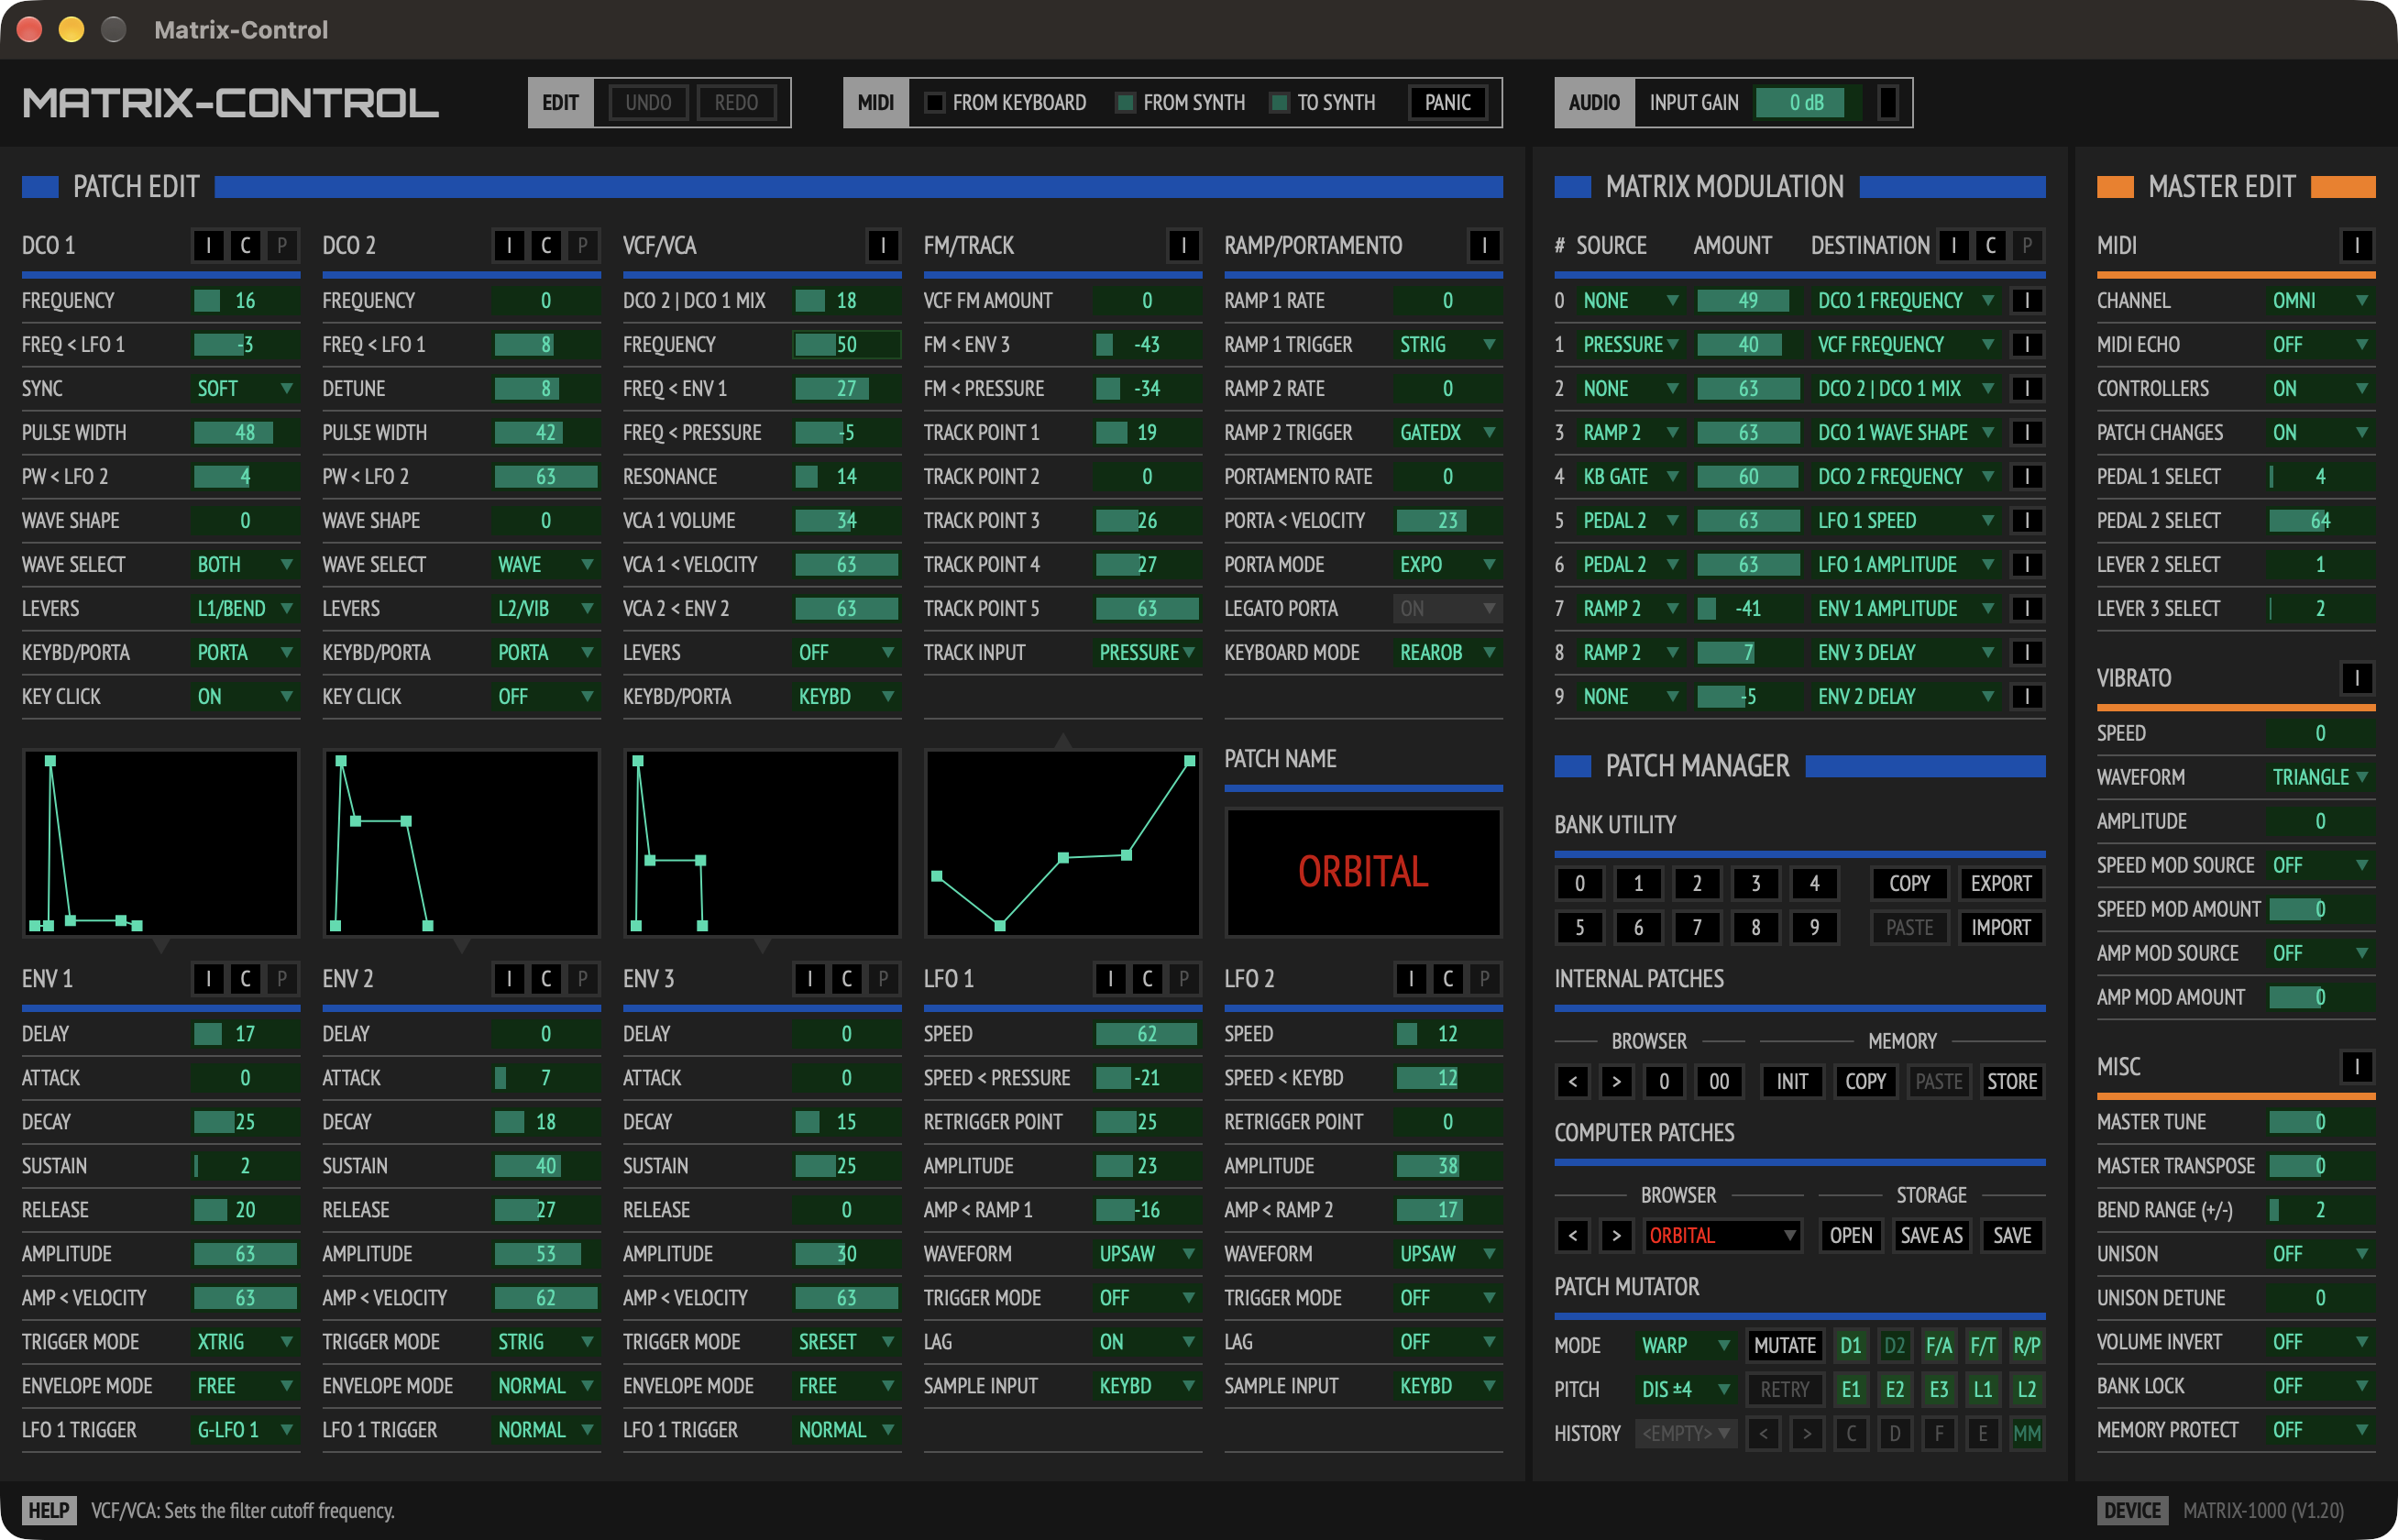 Matrix-Control
MATRIX-CONTROL
EDIT UNDO REDO
MIDI FROM KEYBOARD FROM SYNTH TO SYNTH PANIC
AUDIO INPUT GAIN 0 dB
PATCH EDIT
DCO 1 I C P
FREQUENCY 16
FREQ < LFO 1 -3
SYNC SOFT
PULSE WIDTH 48
PW < LFO 2 4
WAVE SHAPE 0
WAVE SELECT BOTH
LEVERS L1/BEND
KEYBD/PORTA PORTA
KEY CLICK ON
DCO 2 I C P
FREQUENCY 0
FREQ < LFO 1 8
DETUNE 8
PULSE WIDTH 42
PW < LFO 2 63
WAVE SHAPE 0
WAVE SELECT WAVE
LEVERS L2/VIB
KEYBD/PORTA PORTA
KEY CLICK OFF
VCF/VCA I
DCO 2 | DCO 1 MIX 18
FREQUENCY 50
FREQ < ENV 1 27
FREQ < PRESSURE -5
RESONANCE 14
VCA 1 VOLUME 34
VCA 1 < VELOCITY 63
VCA 2 < ENV 2 63
LEVERS OFF
KEYBD/PORTA KEYBD
FM/TRACK I
VCF FM AMOUNT 0
FM < ENV 3 -43
FM < PRESSURE -34
TRACK POINT 1 19
TRACK POINT 2 0
TRACK POINT 3 26
TRACK POINT 4 27
TRACK POINT 5 63
TRACK INPUT PRESSURE
RAMP/PORTAMENTO I
RAMP 1 RATE 0
RAMP 1 TRIGGER STRIG
RAMP 2 RATE 0
RAMP 2 TRIGGER GATEDX
PORTAMENTO RATE 0
PORTA < VELOCITY 23
PORTA MODE EXPO
LEGATO PORTA ON
KEYBOARD MODE REAROB
PATCH NAME
ORBITAL
ENV 1 I C P
DELAY 17
ATTACK 0
DECAY 25
SUSTAIN 2
RELEASE 20
AMPLITUDE 63
AMP < VELOCITY 63
TRIGGER MODE XTRIG
ENVELOPE MODE FREE
LFO 1 TRIGGER G-LFO 1
ENV 2 I C P
DELAY 0
ATTACK 7
DECAY 18
SUSTAIN 40
RELEASE 27
AMPLITUDE 53
AMP < VELOCITY 62
TRIGGER MODE STRIG
ENVELOPE MODE NORMAL
LFO 1 TRIGGER NORMAL
ENV 3 I C P
DELAY 0
ATTACK 0
DECAY 15
SUSTAIN 25
RELEASE 0
AMPLITUDE 30
AMP < VELOCITY 63
TRIGGER MODE SRESET
ENVELOPE MODE FREE
LFO 1 TRIGGER NORMAL
LFO 1 I C P
SPEED 62
SPEED < PRESSURE -21
RETRIGGER POINT 25
AMPLITUDE 23
AMP < RAMP 1 -16
WAVEFORM UPSAW
TRIGGER MODE OFF
LAG ON
SAMPLE INPUT KEYBD
LFO 2 I C P
SPEED 12
SPEED < KEYBD 12
RETRIGGER POINT 0
AMPLITUDE 38
AMP < RAMP 2 17
WAVEFORM UPSAW
TRIGGER MODE OFF
LAG OFF
SAMPLE INPUT KEYBD
MATRIX MODULATION
# SOURCE AMOUNT DESTINATION I C P
0 NONE 49 DCO 1 FREQUENCY I
1 PRESSURE 40 VCF FREQUENCY I
2 NONE 63 DCO 2 | DCO 1 MIX I
3 RAMP 2 63 DCO 1 WAVE SHAPE I
4 KB GATE 60 DCO 2 FREQUENCY I
5 PEDAL 2 63 LFO 1 SPEED I
6 PEDAL 2 63 LFO 1 AMPLITUDE I
7 RAMP 2 -41 ENV 1 AMPLITUDE I
8 RAMP 2 7 ENV 3 DELAY I
9 NONE -5 ENV 2 DELAY I
PATCH MANAGER
BANK UTILITY
0 1 2 3 4 COPY EXPORT
5 6 7 8 9 PASTE IMPORT
INTERNAL PATCHES
BROWSER MEMORY
< > 0 00 INIT COPY PASTE STORE
COMPUTER PATCHES
BROWSER STORAGE
< > ORBITAL OPEN SAVE AS SAVE
PATCH MUTATOR
MODE WARP MUTATE D1 D2 F/A F/T R/P
PITCH DIS ±4 RETRY E1 E2 E3 L1 L2
HISTORY <EMPTY> < > C D F E MM
MASTER EDIT
MIDI I
CHANNEL OMNI
MIDI ECHO OFF
CONTROLLERS ON
PATCH CHANGES ON
PEDAL 1 SELECT 4
PEDAL 2 SELECT 64
LEVER 2 SELECT 1
LEVER 3 SELECT 2
VIBRATO I
SPEED 0
WAVEFORM TRIANGLE
AMPLITUDE 0
SPEED MOD SOURCE OFF
SPEED MOD AMOUNT 0
AMP MOD SOURCE OFF
AMP MOD AMOUNT 0
MISC I
MASTER TUNE 0
MASTER TRANSPOSE 0
BEND RANGE (+/-) 2
UNISON OFF
UNISON DETUNE 0
VOLUME INVERT OFF
BANK LOCK OFF
MEMORY PROTECT OFF
HELP VCF/VCA: Sets the filter cutoff frequency.
DEVICE MATRIX-1000 (V1.20)